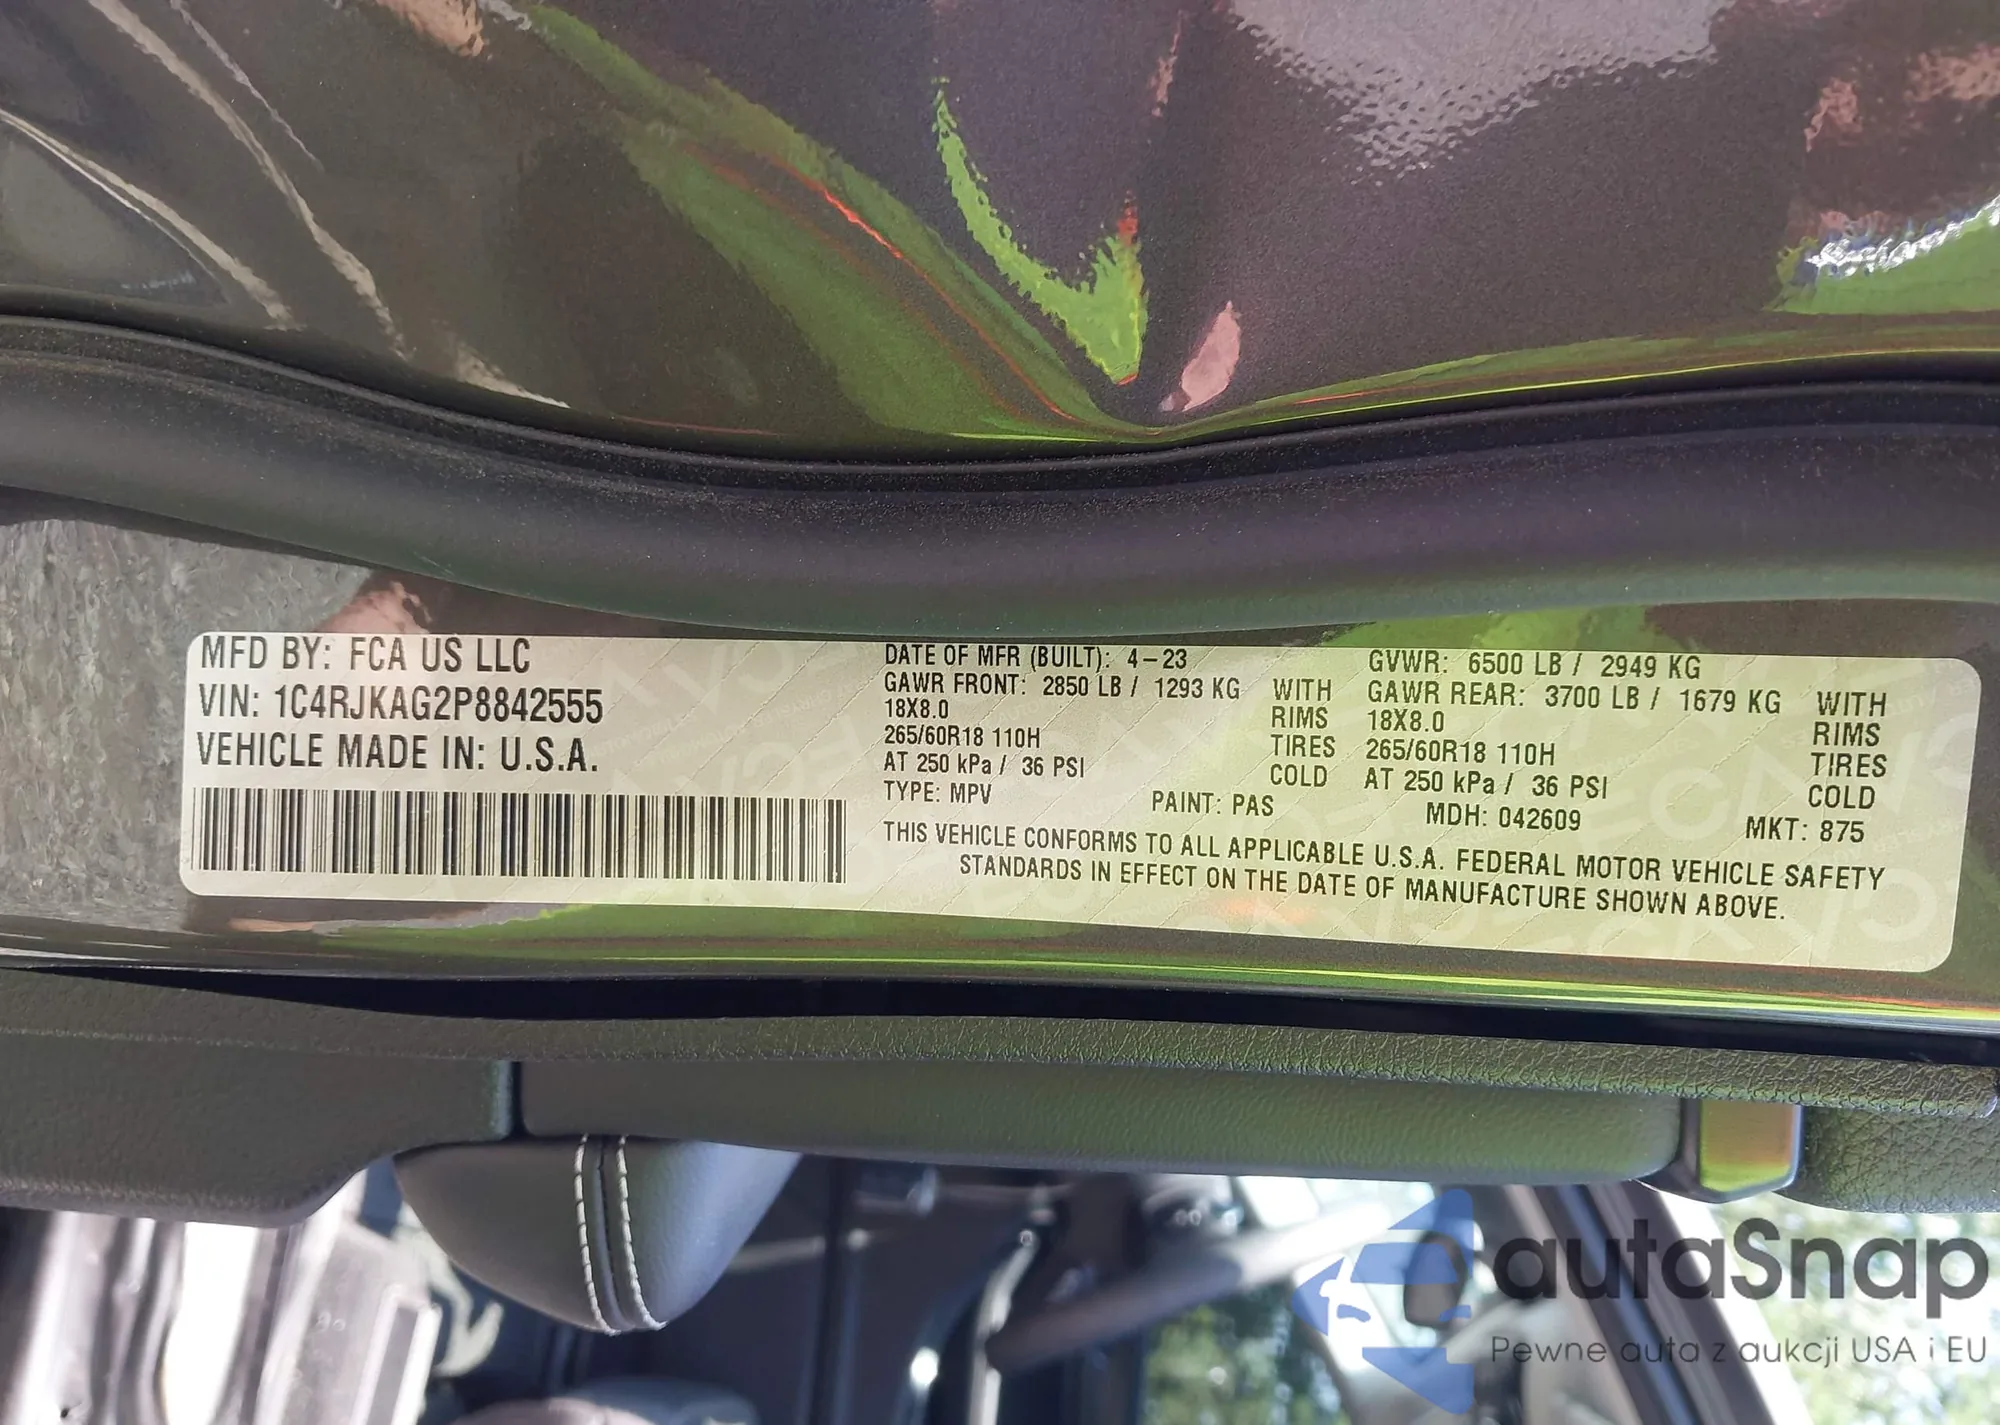 MFD BY: FCA US LLC
VIN: 1C4RJKAG2P8842555
VEHICLE MADE IN: U.S.A.
DATE OF MFR (BUILT): 4-23
GAWR FRONT: 2850 LB / 1293 KG WITH
18X8.0 RIMS
265/60R18 110H TIRES
AT 250 kPa / 36 PSI COLD
TYPE: MPV
GVWR: 6500 LB / 2949 KG
GAWR REAR: 3700 LB / 1679 KG WITH
18X8.0 RIMS
265/60R18 110H TIRES
AT 250 kPa / 36 PSI COLD
PAINT: PAS MDH: 042609 MKT: 875
THIS VEHICLE CONFORMS TO ALL APPLICABLE U.S.A. FEDERAL MOTOR VEHICLE SAFETY
STANDARDS IN EFFECT ON THE DATE OF MANUFACTURE SHOWN ABOVE.
autaSnap
Pewne auta z aukcji USA i EU